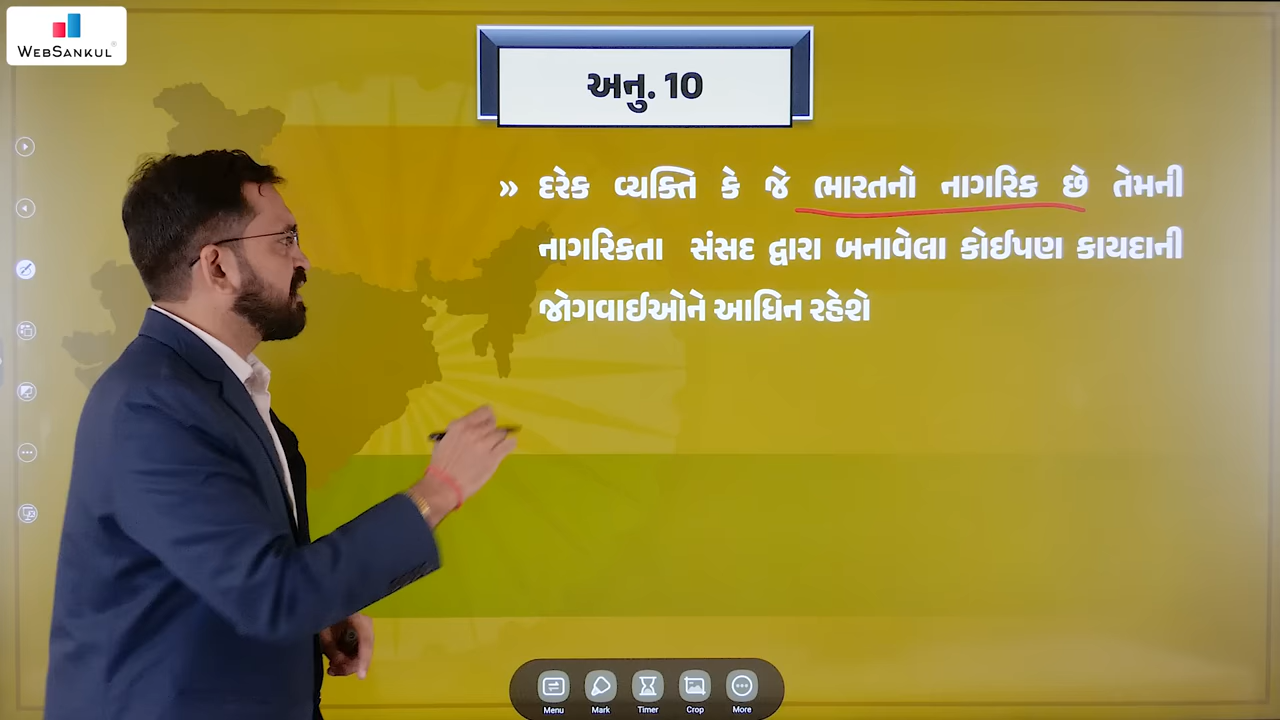 WEBSANKUL
અનુ. 10
» દરેક વ્યક્તિ કે જે ભારતનો નાગરિક છે તેમની
નાગરિકતા સંસદ દ્વારા બનાવેલા કોઈપણ કાયદાની
જોગવાઈઓને આધિન રહેશે
Menu Mark Timer Crop More